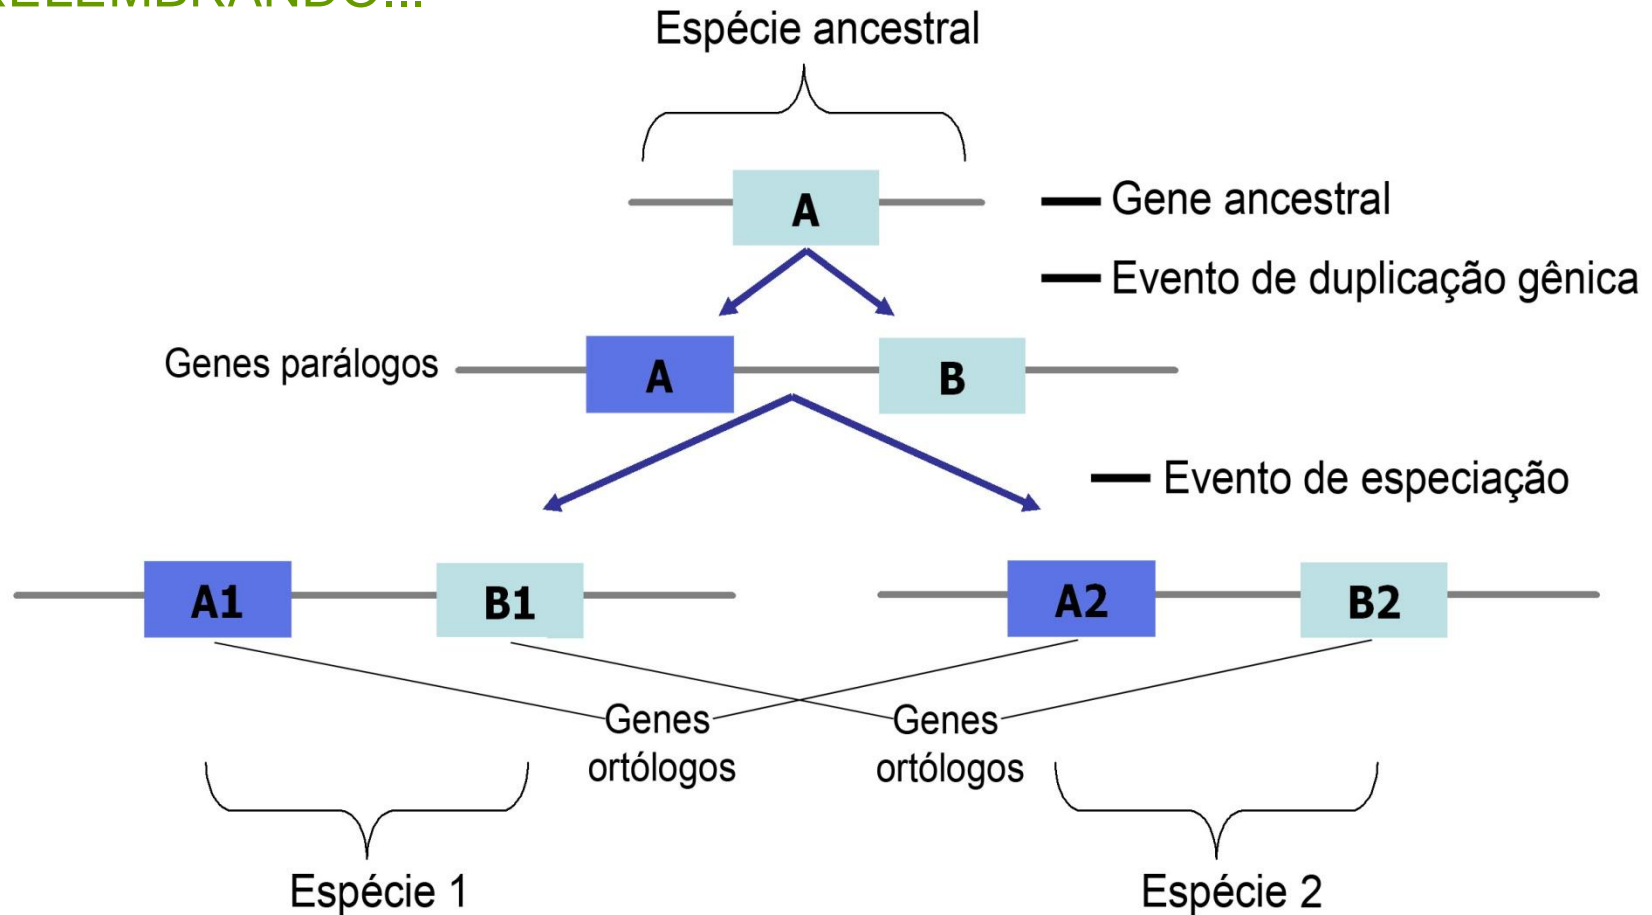 RELEMBRANDO...
Espécie ancestral
A
Gene ancestral
Evento de duplicação gênica
Genes parálogos
A
B
Evento de especiação
A1
B1
A2
B2
Genes
ortólogos
Genes
ortólogos
Espécie 1
Espécie 2